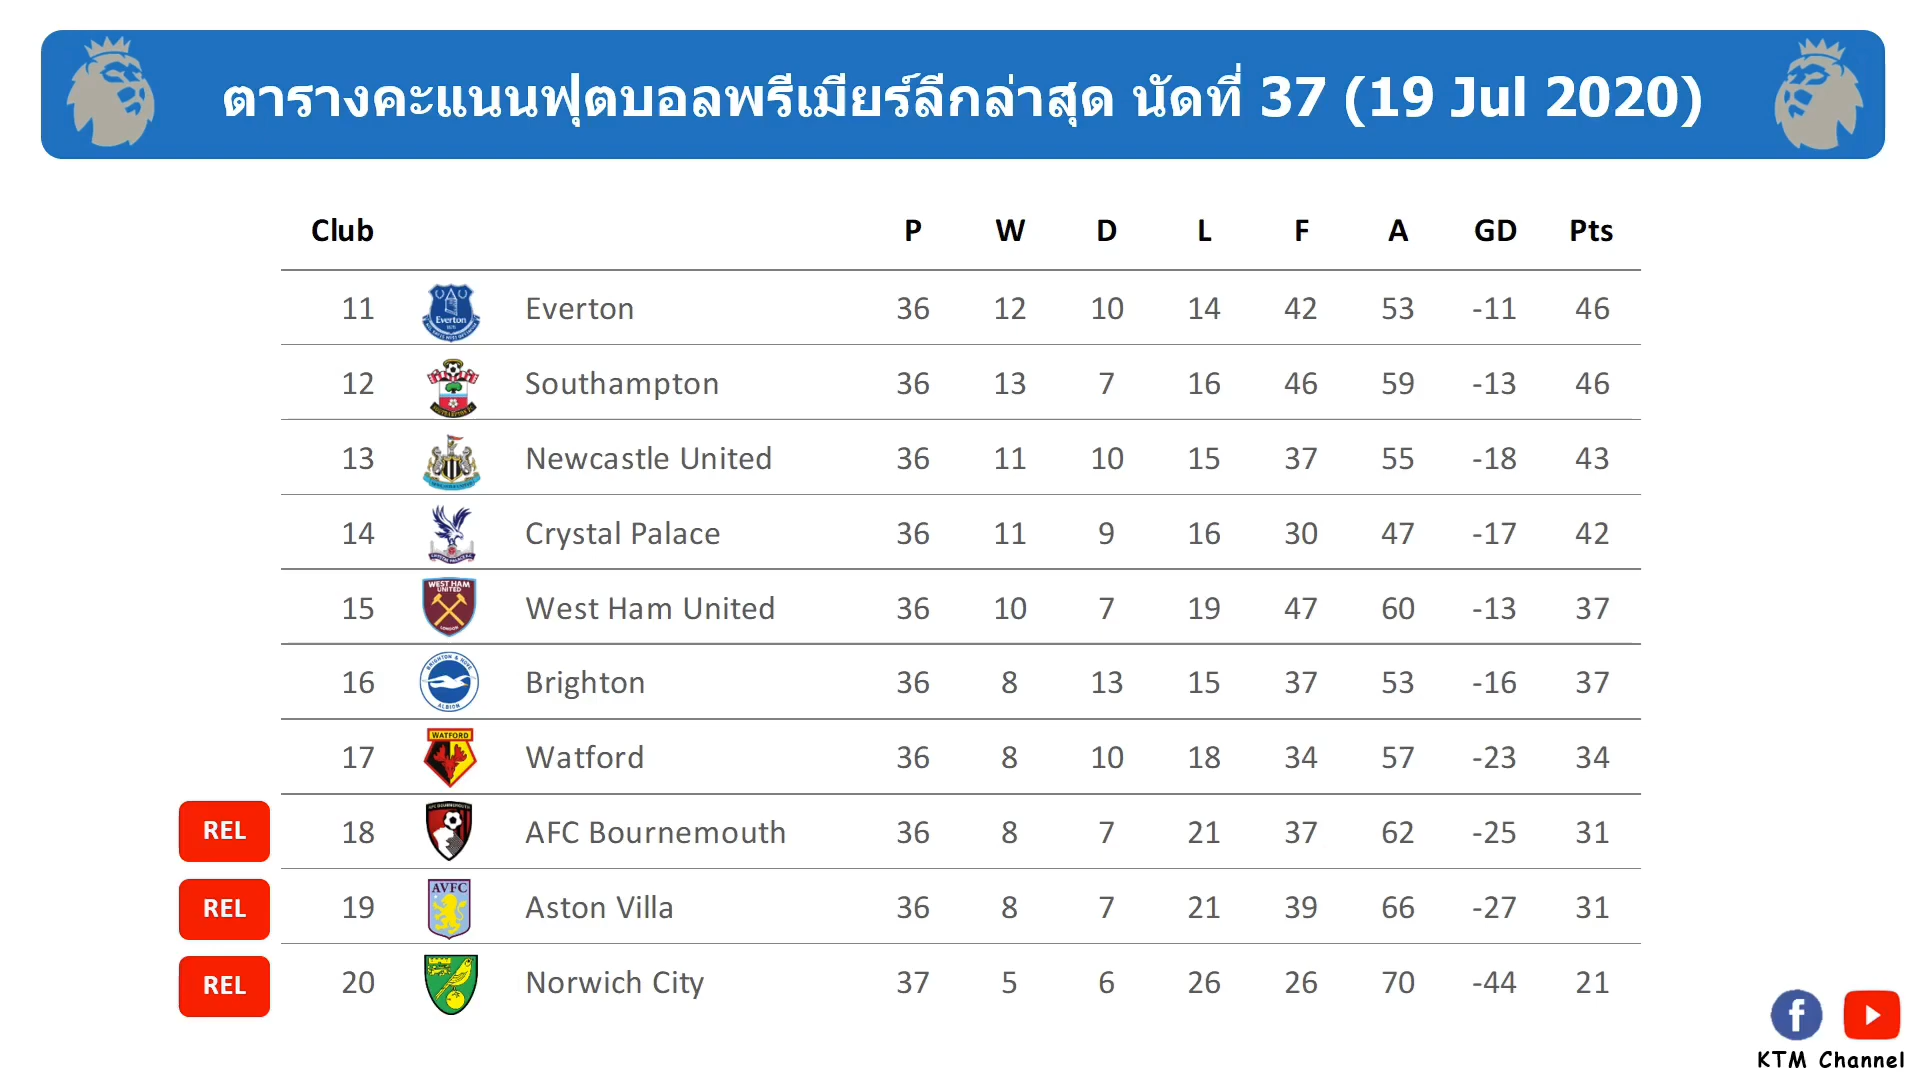 ตารางคะแนนฟุตบอลพรีเมียร์ลีกล่าสุด นัดที่ 37 (19 Jul 2020)
Club P W D L F A GD Pts
11 Everton 36 12 10 14 42 53 -11 46
12 Southampton 36 13 7 16 46 59 -13 46
13 Newcastle United 36 11 10 15 37 55 -18 43
14 Crystal Palace 36 11 9 16 30 47 -17 42
15 WEST HAM UNITED LONDON West Ham United 36 10 7 19 47 60 -13 37
16 Brighton 36 8 13 15 37 53 -16 37
17 WATFORD Watford 36 8 10 18 34 57 -23 34
REL 18 AFC Bournemouth 36 8 7 21 37 62 -25 31
REL 19 AVFC Aston Villa 36 8 7 21 39 66 -27 31
REL 20 Norwich City 37 5 6 26 26 70 -44 21
KTM Channel